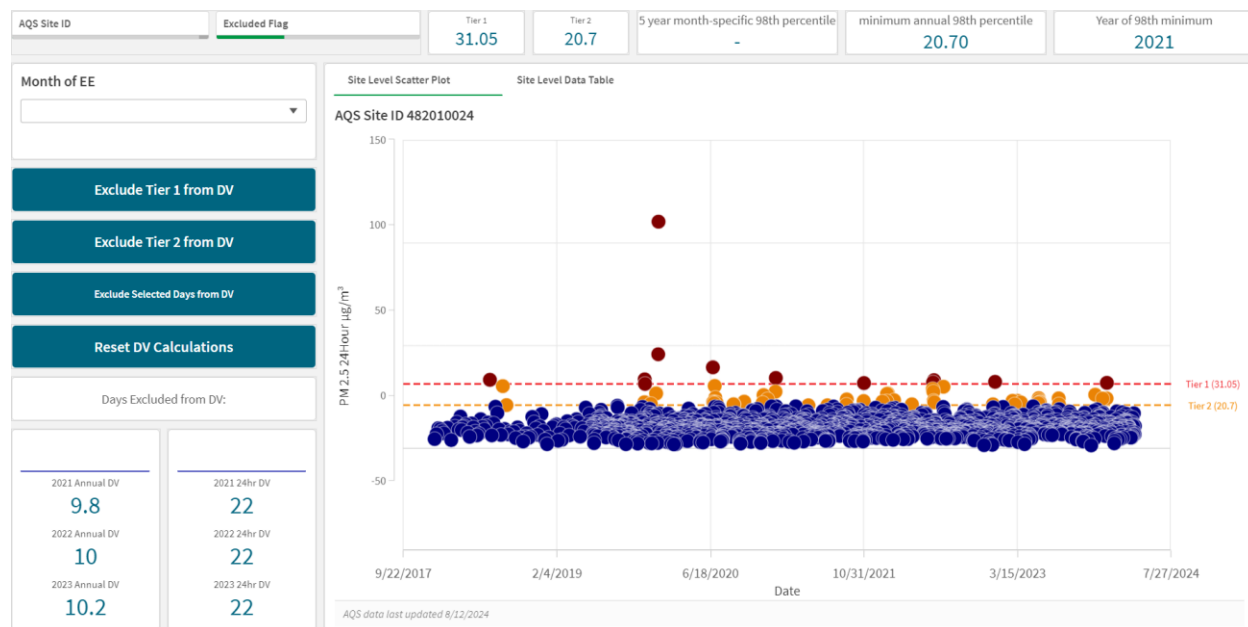 AQS Site ID
Excluded Flag
Tier 1
31.05
Tier 2
20.7
5 year month-specific 98th percentile
-
minimum annual 98th percentile
20.70
Year of 98th minimum
2021
Month of EE
Exclude Tier 1 from DV
Exclude Tier 2 from DV
Exclude Selected Days from DV
Reset DV Calculations
Days Excluded from DV:
2021 Annual DV
9.8
2022 Annual DV
10
2023 Annual DV
10.2
2021 24hr DV
22
2022 24hr DV
22
2023 24hr DV
22
Site Level Scatter Plot
Site Level Data Table
AQS Site ID 482010024
PM2.5 24Hour µg/m³
150
100
50
0
-50
Tier 1 (31.05)
Tier 2 (20.7)
9/22/2017
2/4/2019
6/18/2020
10/31/2021
3/15/2023
7/27/2024
Date
AQS data last updated 8/12/2024